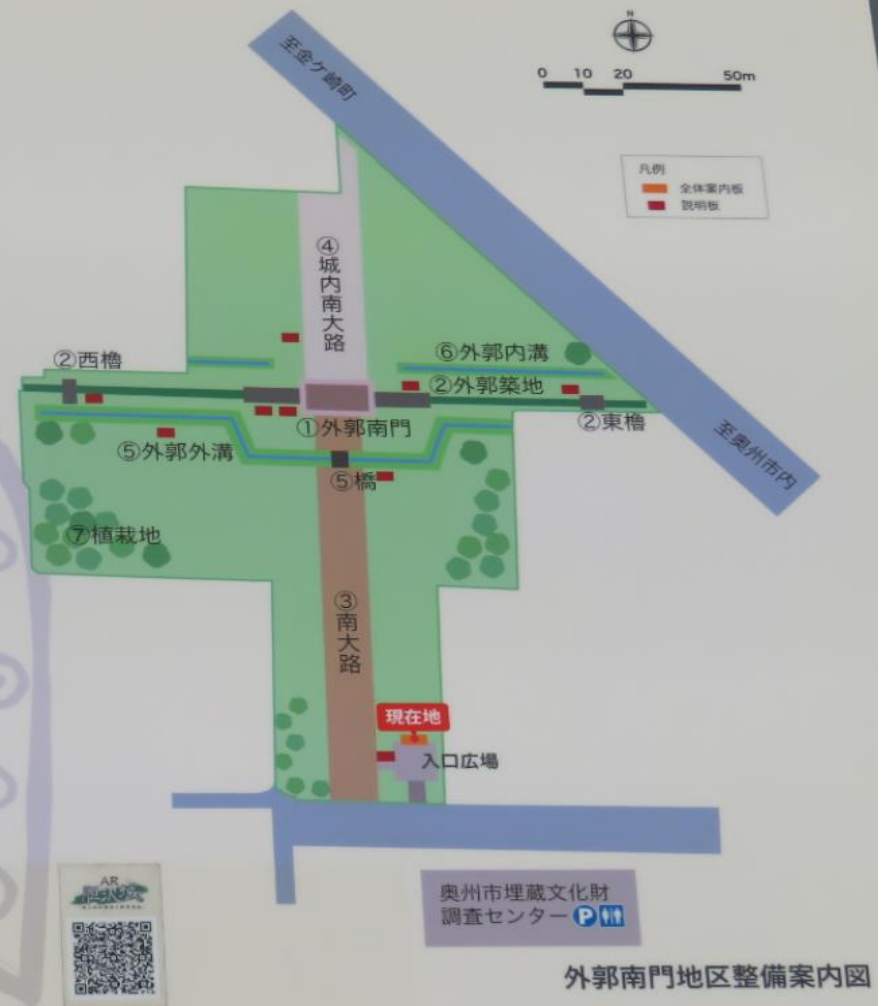 N
至金ケ崎町
0 10 20 50m
凡例
全体案内板
説明板
④城内南大路
②西櫓
⑥外郭内溝
②外郭築地
①外郭南門
②東櫓
⑤外郭外溝
⑤橋
至奥州市内
⑦植栽地
③南大路
現在地
入口広場
AR
奥州市埋蔵文化財
調査センター P
外郭南門地区整備案内図